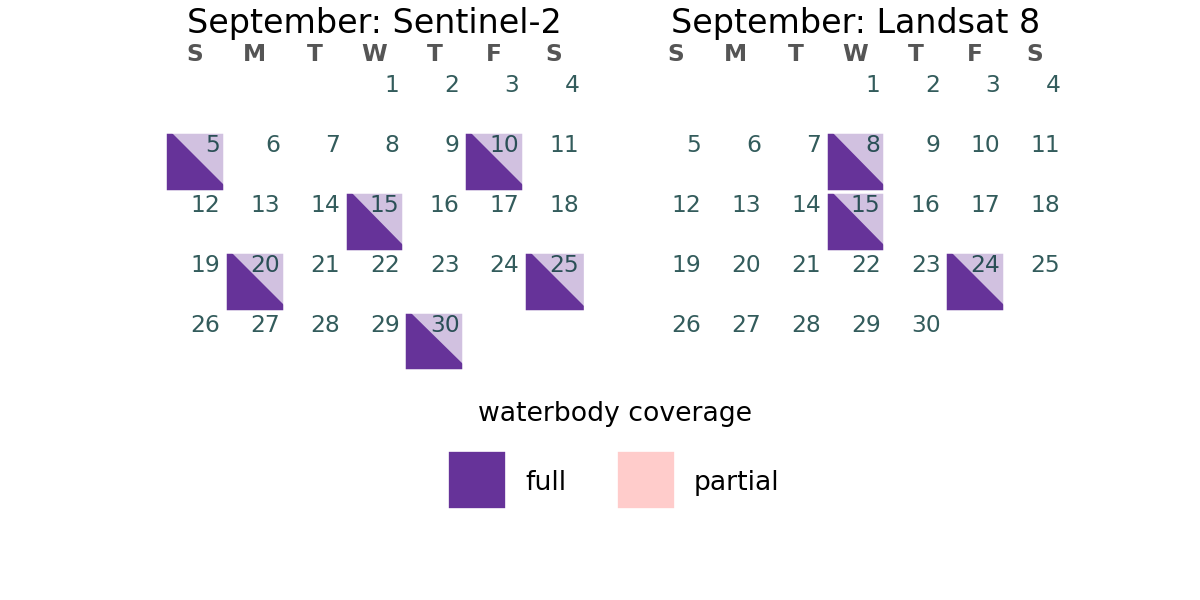 September: Sentinel-2
S M T W T F S
1 2 3 4
5 6 7 8 9 10 11
12 13 14 15 16 17 18
19 20 21 22 23 24 25
26 27 28 29 30
September: Landsat 8
S M T W T F S
1 2 3 4
5 6 7 8 9 10 11
12 13 14 15 16 17 18
19 20 21 22 23 24 25
26 27 28 29 30
waterbody coverage
full partial